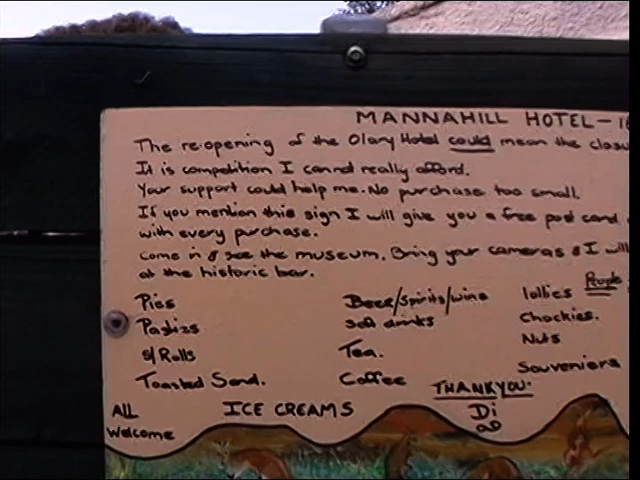 MANNAHILL HOTEL-
The re-opening of the Olary Hotel could mean the closu
It is competition I cannot really afford.
Your support could help me. No purchase too small.
If you mention this sign I will give you a free post card
with every purchase.
Come in & see the museum. Bring your cameras & I will
at the historic bar.
People
Pies Beer/spirits/wine lollies
Pasties Soft drinks Chockies.
S/Rolls Tea. Nuts
Toasted Sand. Coffee Souveniers
THANKYOU.
ALL ICE CREAMS Di
Welcome